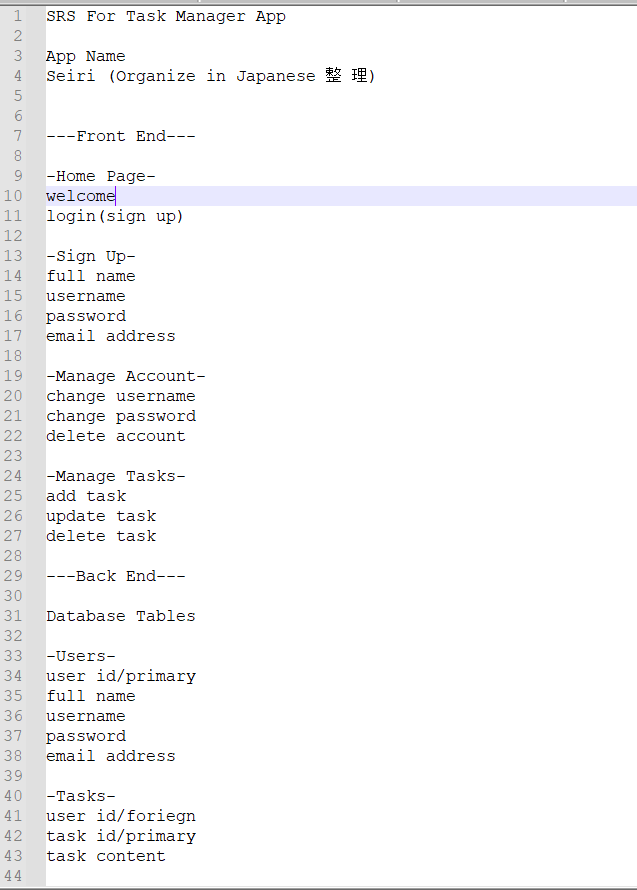 1 SRS For Task Manager App
2
3 App Name
4 Seiri (Organize in Japanese 整 理)
5
6
7 ---Front End---
8
9 -Home Page-
10 welcome
11 login(sign up)
12
13 -Sign Up-
14 full name
15 username
16 password
17 email address
18
19 -Manage Account-
20 change username
21 change password
22 delete account
23
24 -Manage Tasks-
25 add task
26 update task
27 delete task
28
29 ---Back End---
30
31 Database Tables
32
33 -Users-
34 user id/primary
35 full name
36 username
37 password
38 email address
39
40 -Tasks-
41 user id/foriegn
42 task id/primary
43 task content
44